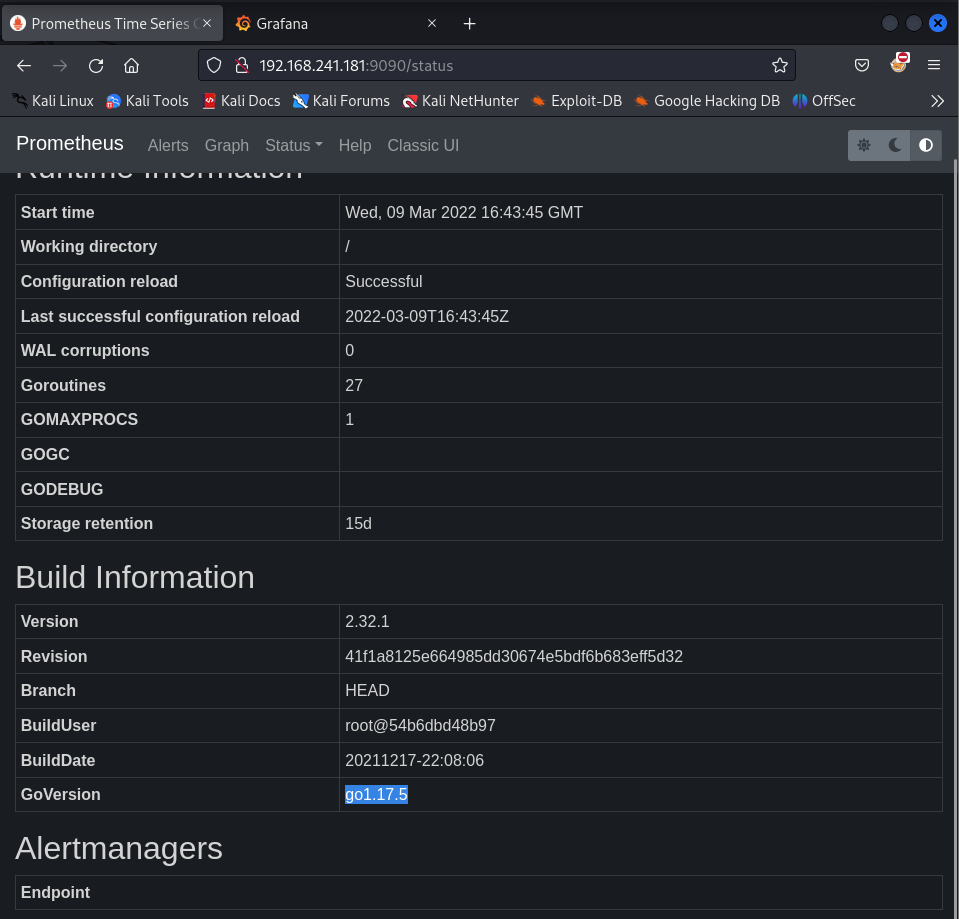 Prometheus Time Series C
Grafana
192.168.241.181:9090/status
Kali Linux Kali Tools Kali Docs Kali Forums Kali NetHunter Exploit-DB Google Hacking DB OffSec
Prometheus Alerts Graph Status Help Classic UI
Runtime Information
Start time Wed, 09 Mar 2022 16:43:45 GMT
Working directory /
Configuration reload Successful
Last successful configuration reload 2022-03-09T16:43:45Z
WAL corruptions 0
Goroutines 27
GOMAXPROCS 1
GOGC
GODEBUG
Storage retention 15d
Build Information
Version 2.32.1
Revision 41f1a8125e664985dd30674e5bdf6b683eff5d32
Branch HEAD
BuildUser root@54b6dbd48b97
BuildDate 20211217-22:08:06
GoVersion go1.17.5
Alertmanagers
Endpoint